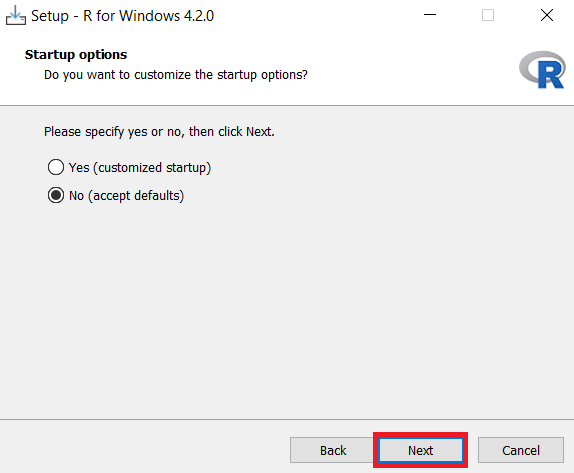 Setup - R for Windows 4.2.0
Startup options
Do you want to customize the startup options?
R
Please specify yes or no, then click Next.
Yes (customized startup)
No (accept defaults)
Back Next Cancel